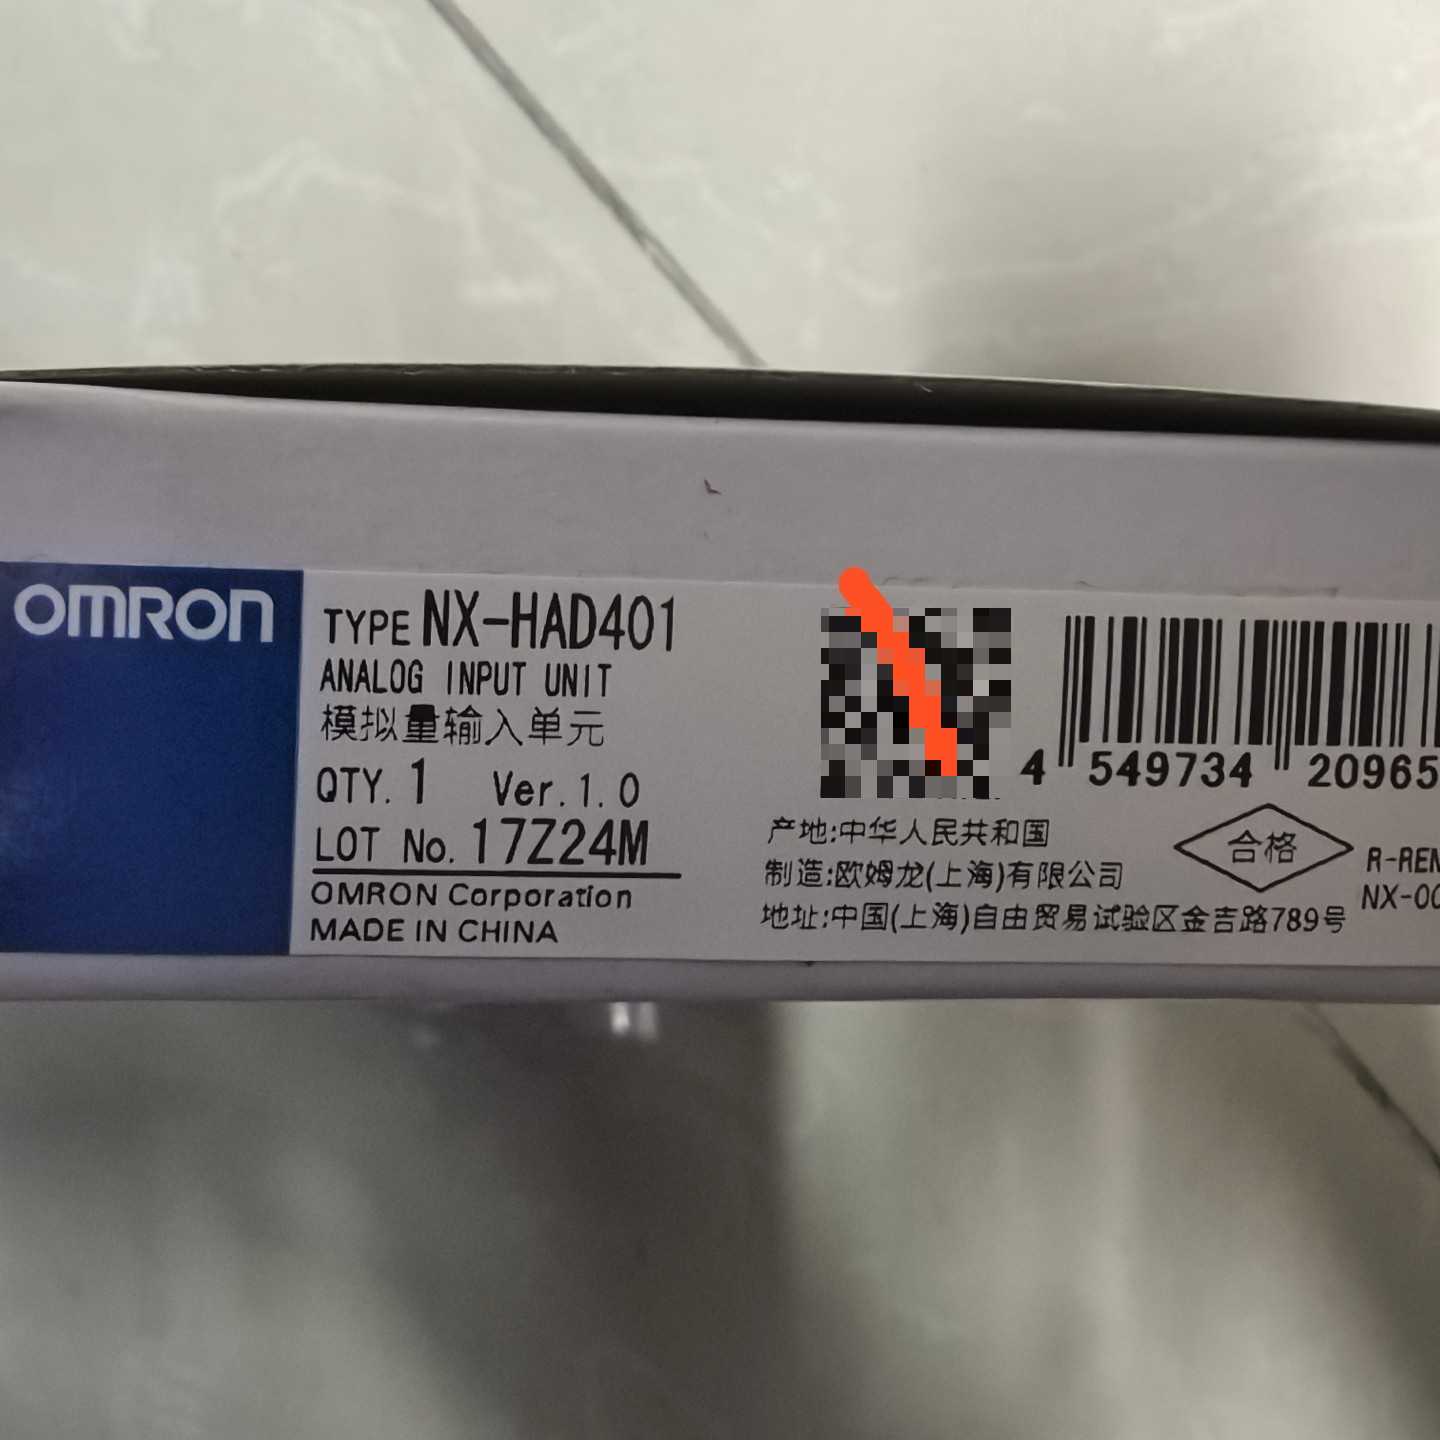 OMRON
TYPE NX-HAD401
ANALOG INPUT UNIT
模拟量输入单元
QTY. 1 Ver.1.0
LOT No. 17Z24M
OMRON Corporation
MADE IN CHINA
4 549734 20965
产地:中华人民共和国
制造:欧姆龙(上海)有限公司
地址:中国(上海)自由贸易试验区金吉路789号
合格